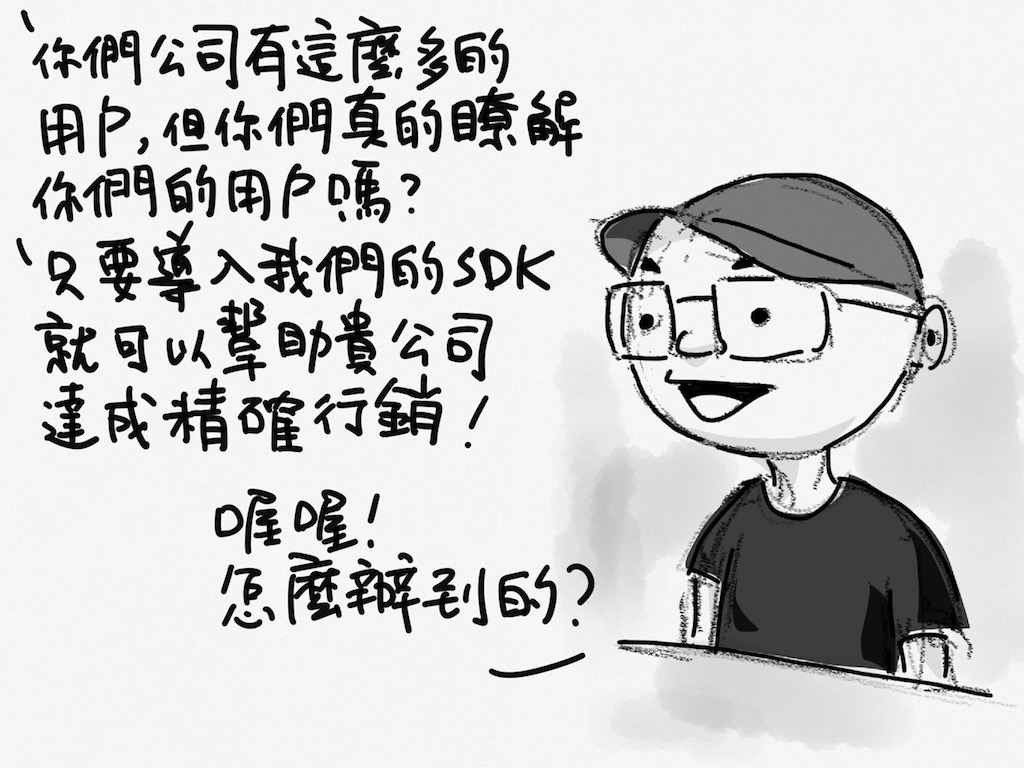 你們公司有這麼多的
用戶,但你們真的瞭解
你們的用戶嗎?
只要導入我們的SDK
就可以幫助貴公司
達成精確行銷!
喔喔!
怎麼辦到的?